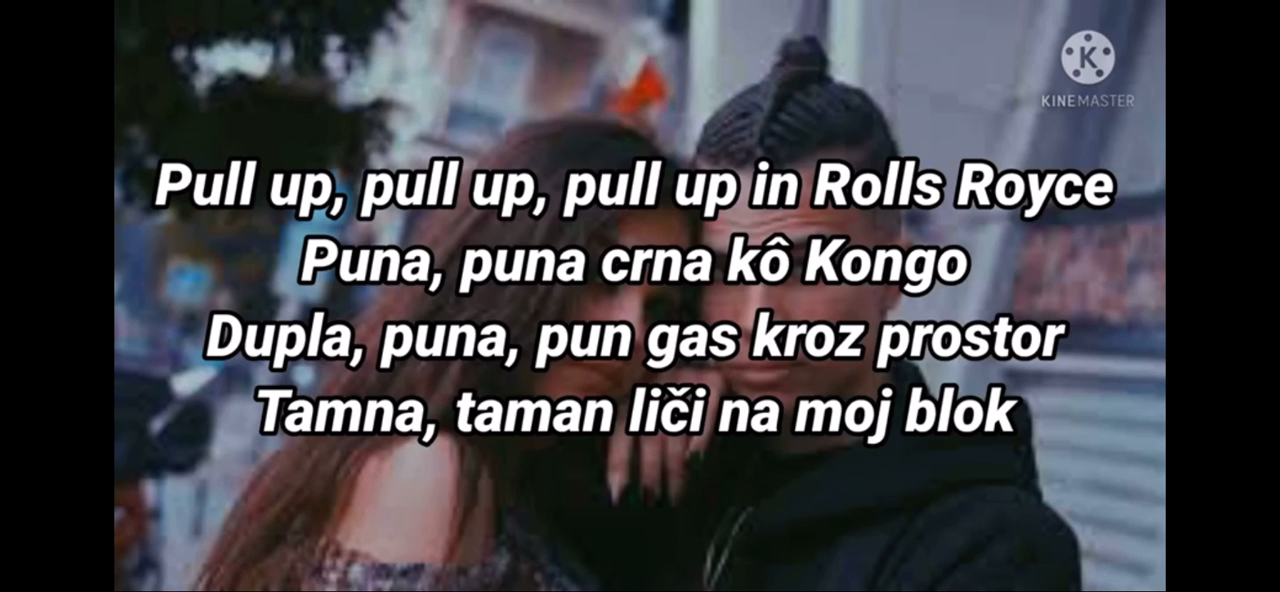 KINEMASTER
Pull up, pull up, pull up in Rolls Royce
Puna, puna crna kô Kongo
Dupla, puna, pun gas kroz prostor
Tamna, taman liči na moj blok